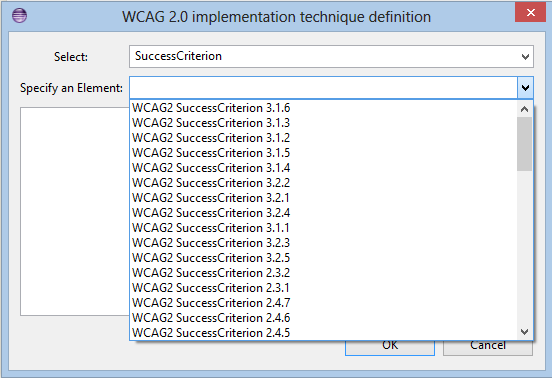 WCAG 2.0 implementation technique definition
Select: SuccessCriterion
Specify an Element:
WCAG2 SuccessCriterion 3.1.6
WCAG2 SuccessCriterion 3.1.3
WCAG2 SuccessCriterion 3.1.2
WCAG2 SuccessCriterion 3.1.5
WCAG2 SuccessCriterion 3.1.4
WCAG2 SuccessCriterion 3.2.2
WCAG2 SuccessCriterion 3.2.1
WCAG2 SuccessCriterion 3.2.4
WCAG2 SuccessCriterion 3.1.1
WCAG2 SuccessCriterion 3.2.3
WCAG2 SuccessCriterion 3.2.5
WCAG2 SuccessCriterion 2.3.2
WCAG2 SuccessCriterion 2.3.1
WCAG2 SuccessCriterion 2.4.7
WCAG2 SuccessCriterion 2.4.6
WCAG2 SuccessCriterion 2.4.5
OK Cancel